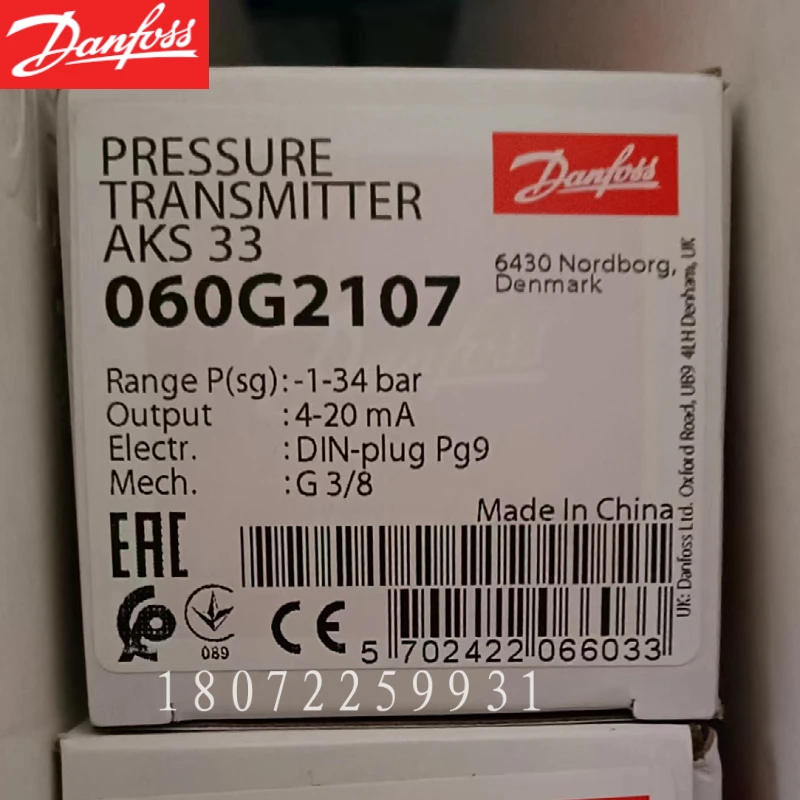 Danfoss
PRESSURE
TRANSMITTER
AKS 33
060G2107
Danfoss
6430 Nordborg,
Denmark
Range P(sg):-1-34 bar
Output :4-20 mA
Electr. :DIN-plug Pg9
Mech. :G 3/8
Made In China
UK: Danfoss Ltd. Oxford Road, UB9 4LH Denham, UK
EAC
089
CE
5 702422 066033
18072259931
Danfoss